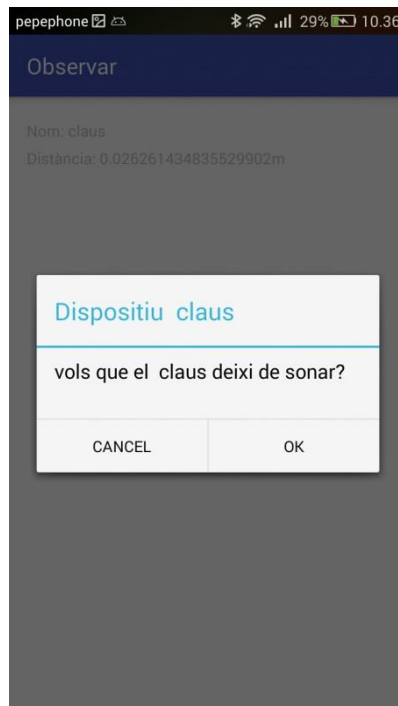 pepephone 29% 10.36
Observar
Nom: claus
Distància: 0.026261434835529902m
Dispositiu claus
vols que el claus deixi de sonar?
CANCEL OK